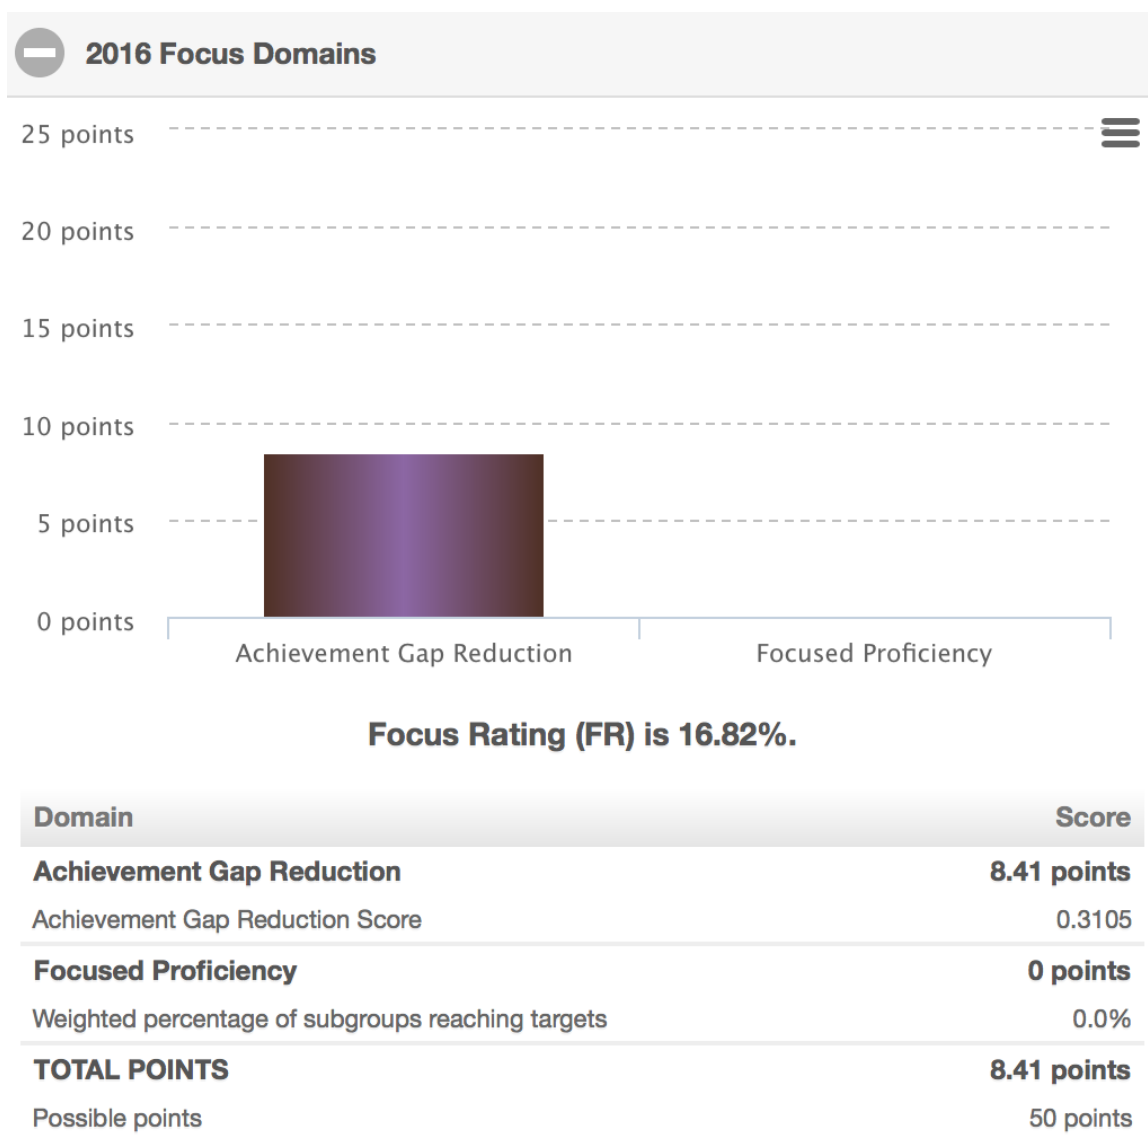 2016 Focus Domains
25 points
20 points
15 points
10 points
5 points
0 points
Achievement Gap Reduction Focused Proficiency
Focus Rating (FR) is 16.82%.
Domain Score
Achievement Gap Reduction 8.41 points
Achievement Gap Reduction Score 0.3105
Focused Proficiency 0 points
Weighted percentage of subgroups reaching targets 0.0%
TOTAL POINTS 8.41 points
Possible points 50 points